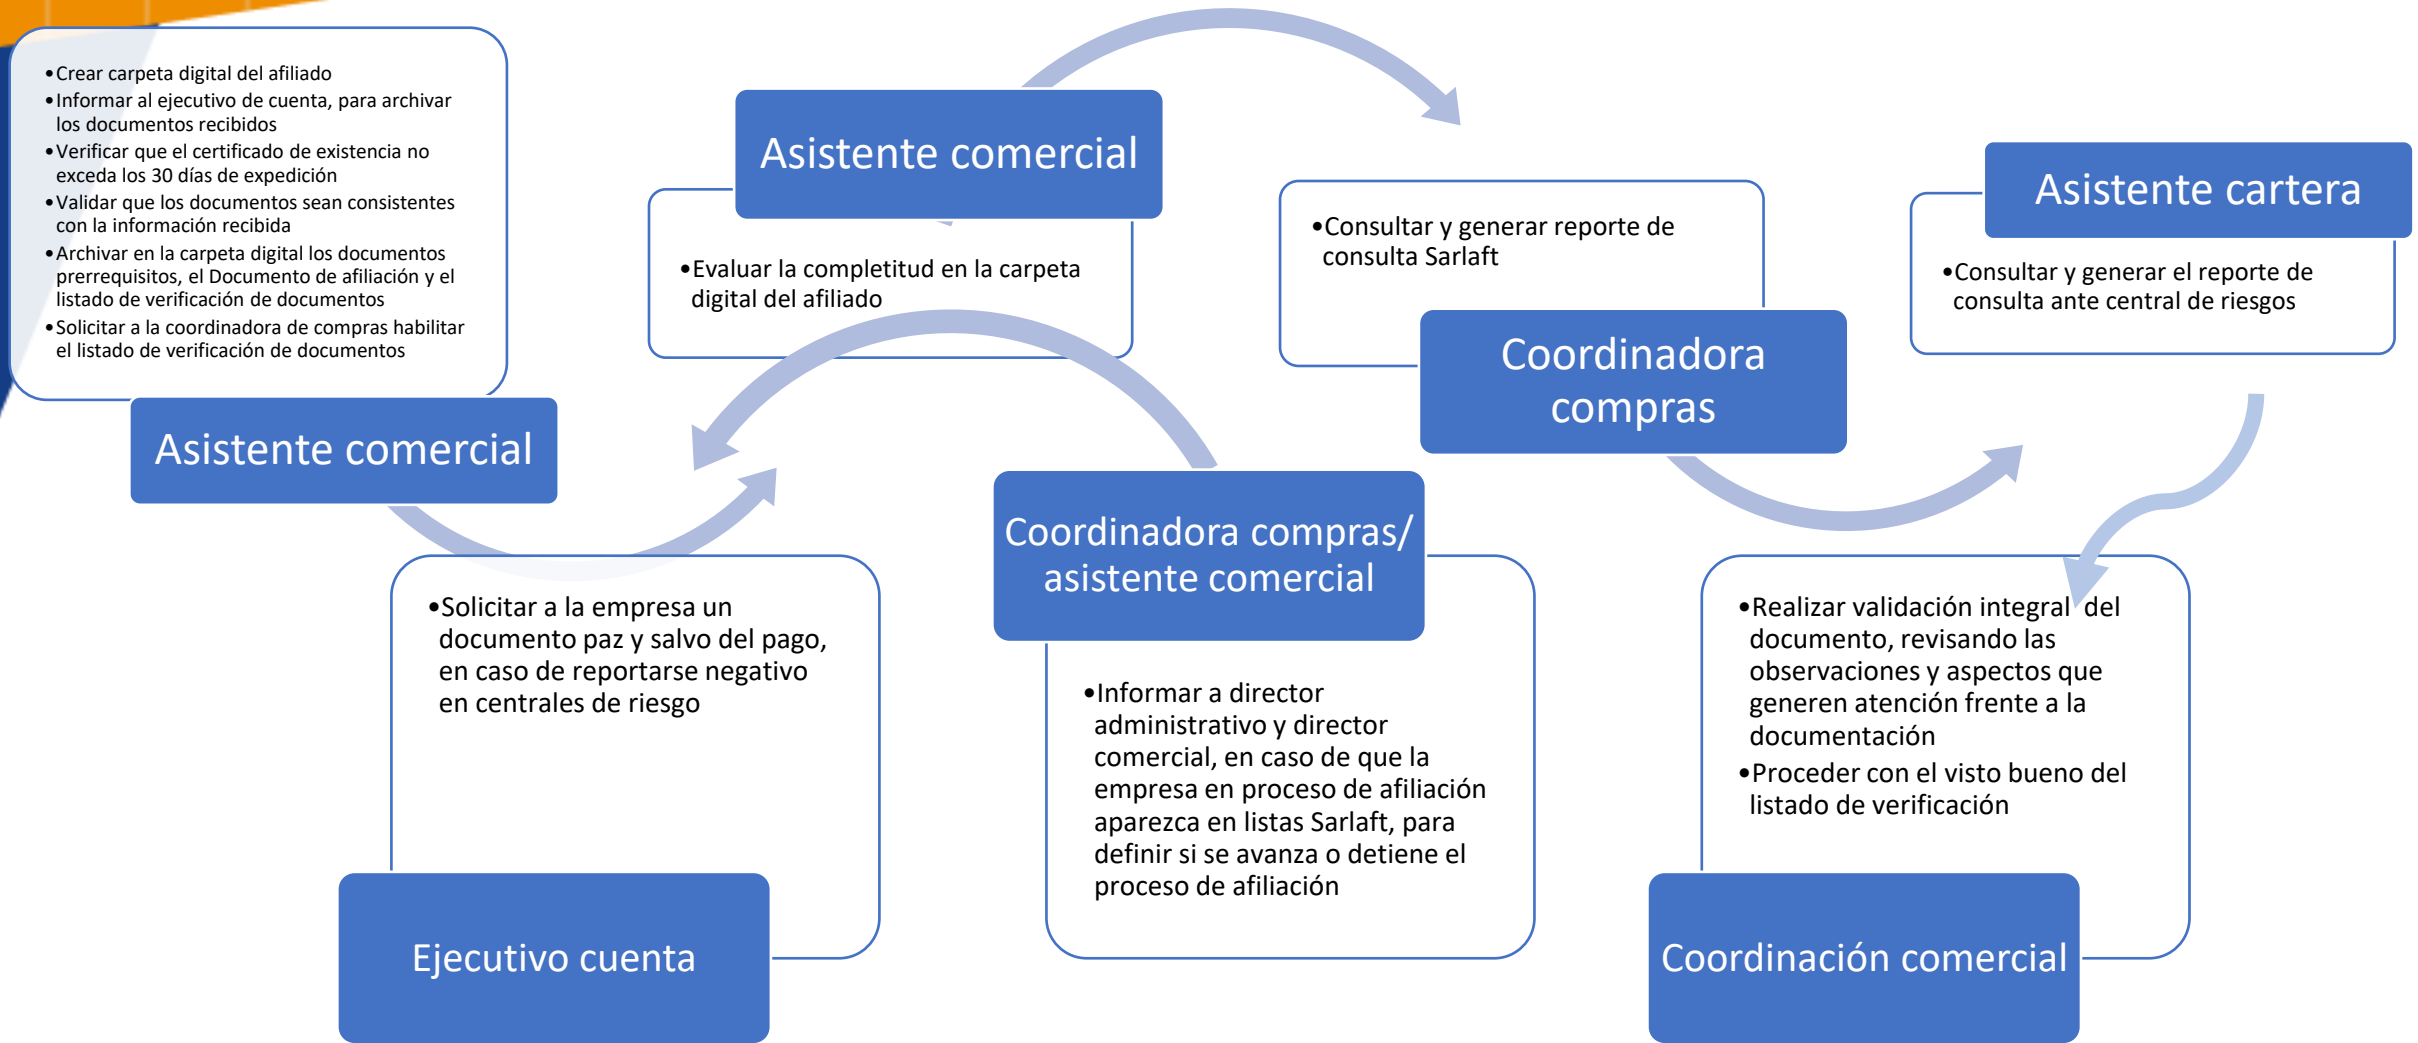 •Crear carpeta digital del afiliado
•Informar al ejecutivo de cuenta, para archivar
los documentos recibidos
•Verificar que el certificado de existencia no
exceda los 30 días de expedición
•Validar que los documentos sean consistentes
con la información recibida
•Archivar en la carpeta digital los documentos
prerrequisitos, el Documento de afiliación y el
listado de verificación de documentos
•Solicitar a la coordinadora de compras habilitar
el listado de verificación de documentos
Asistente comercial
Asistente comercial
•Evaluar la completitud en la carpeta
digital del afiliado
•Consultar y generar reporte de
consulta Sarlaft
Coordinadora
compras
Asistente cartera
•Consultar y generar el reporte de
consulta ante central de riesgos
•Solicitar a la empresa un
documento paz y salvo del pago,
en caso de reportarse negativo
en centrales de riesgo
Ejecutivo cuenta
Coordinadora compras/
asistente comercial
•Informar a director
administrativo y director
comercial, en caso de que la
empresa en proceso de afiliación
aparezca en listas Sarlaft, para
definir si se avanza o detiene el
proceso de afiliación
•Realizar validación integral del
documento, revisando las
observaciones y aspectos que
generen atención frente a la
documentación
•Proceder con el visto bueno del
listado de verificación
Coordinación comercial